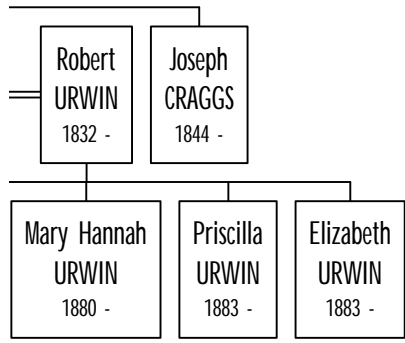 Robert
URWIN
1832 -
Joseph
CRAGGS
1844 -
Mary Hannah
URWIN
1880 -
Priscilla
URWIN
1883 -
Elizabeth
URWIN
1883 -